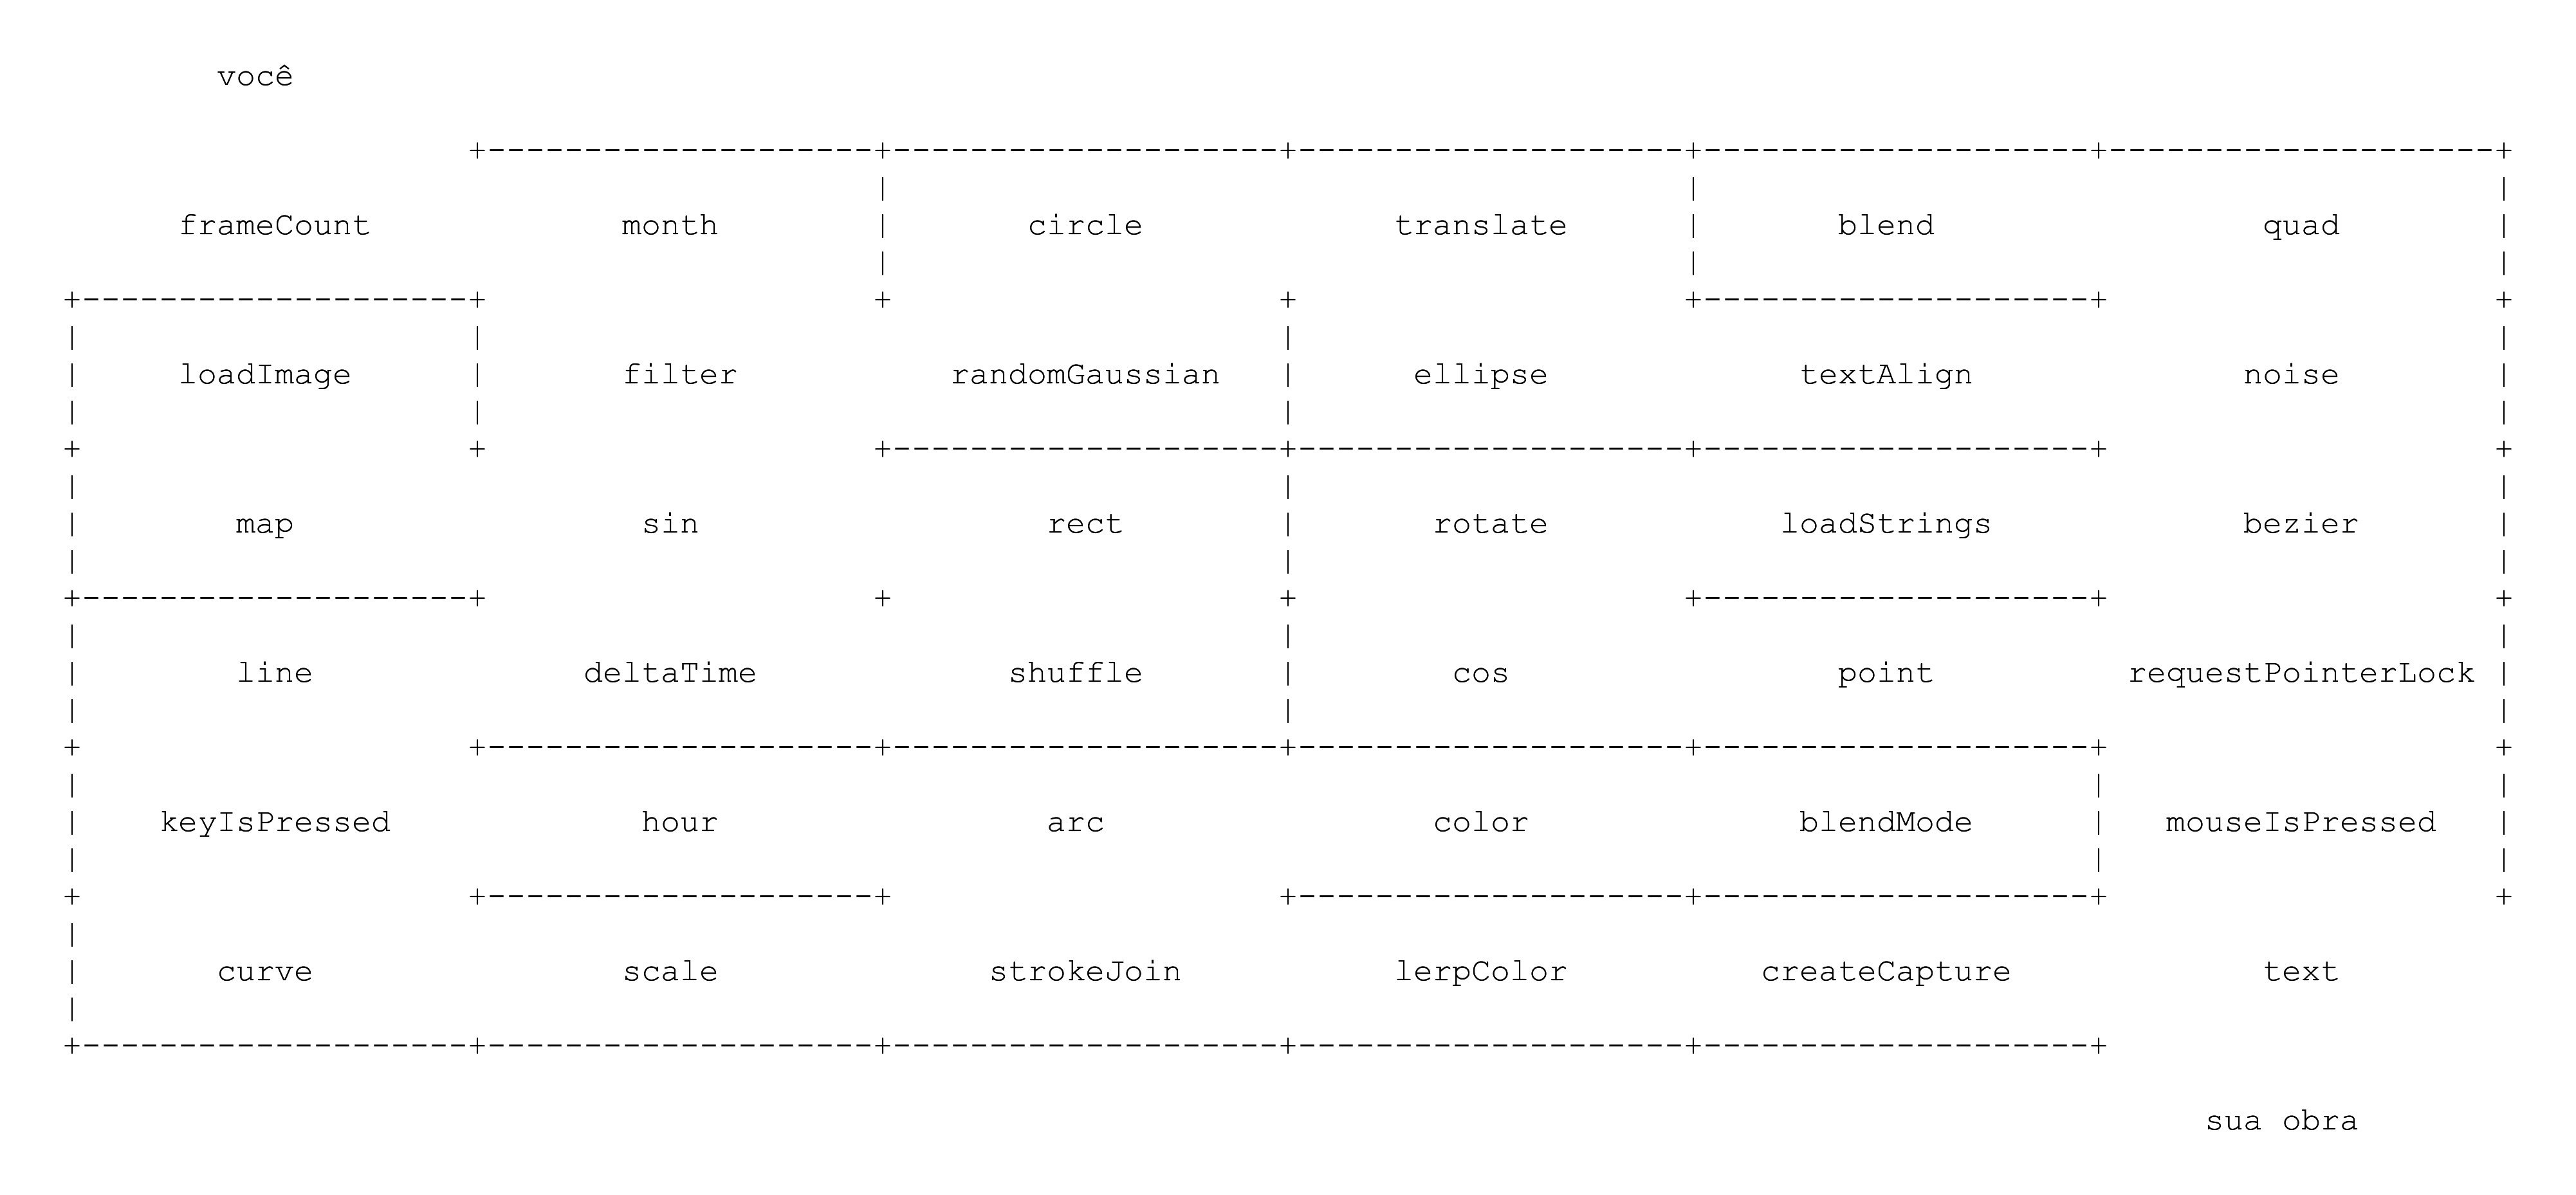 você
frameCount month circle translate blend quad
loadImage filter randomGaussian ellipse textAlign noise
map sin rect rotate loadStrings bezier
line deltaTime shuffle cos point requestPointerLock
keyIsPressed hour arc color blendMode mouseIsPressed
curve scale strokeJoin lerpColor createCapture text
sua obra